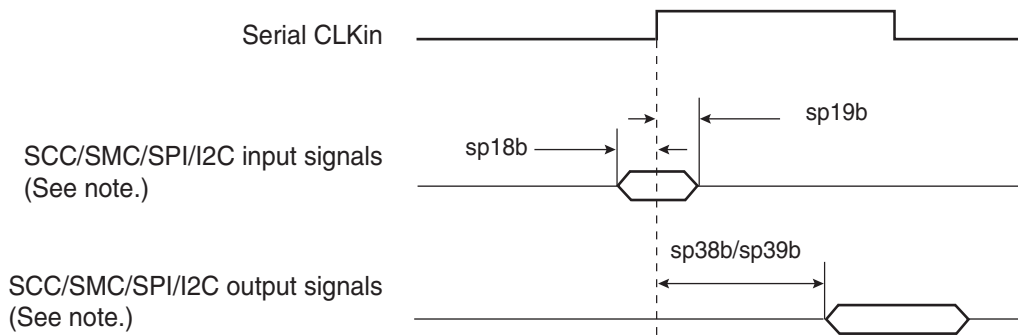 Serial CLKin
sp19b
sp18b
SCC/SMC/SPI/I2C input signals
(See note.)
sp38b/sp39b
SCC/SMC/SPI/I2C output signals
(See note.)